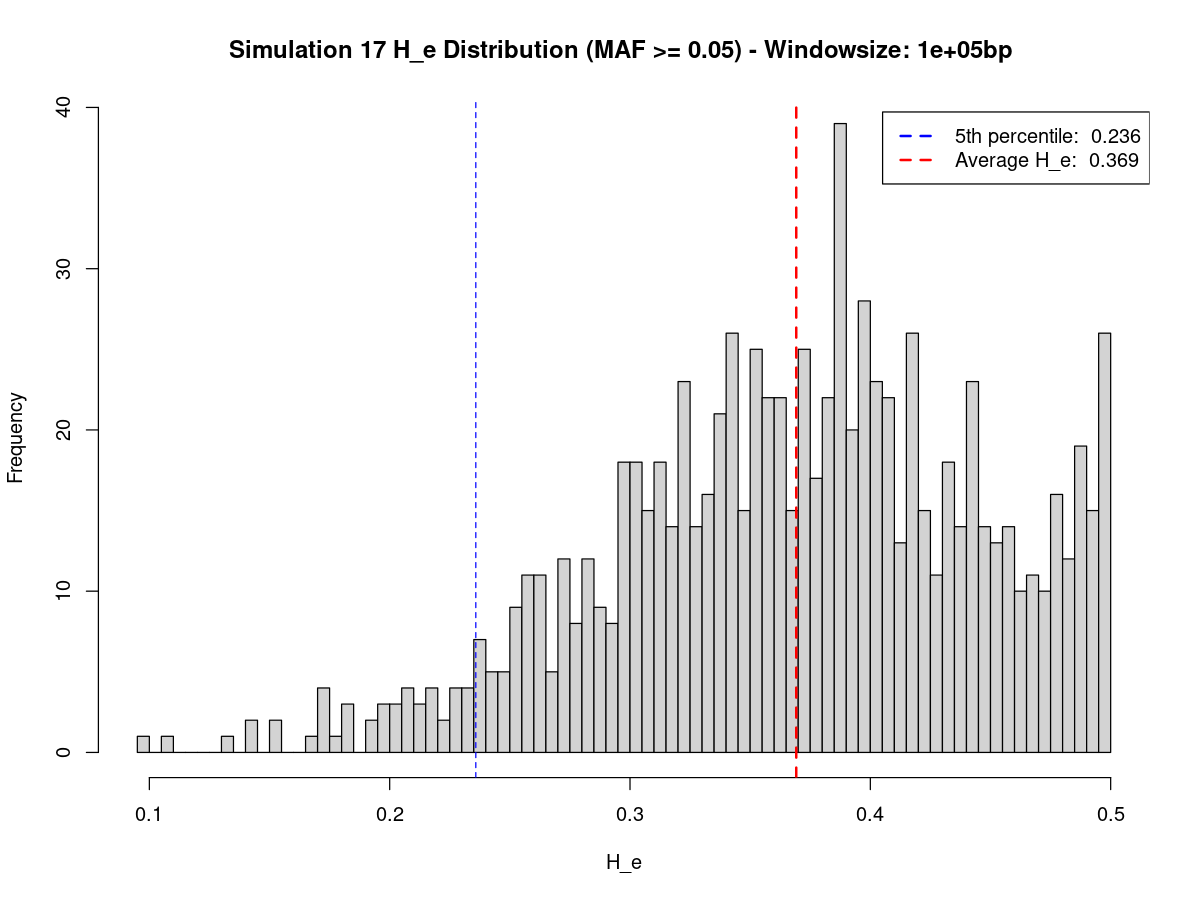 Simulation 17 H_e Distribution (MAF >= 0.05) - Windowsize: 1e+05bp
5th percentile:  0.236
Average H_e:  0.369
Frequency
40
30
20
10
0
0.1 0.2 0.3 0.4 0.5
H_e